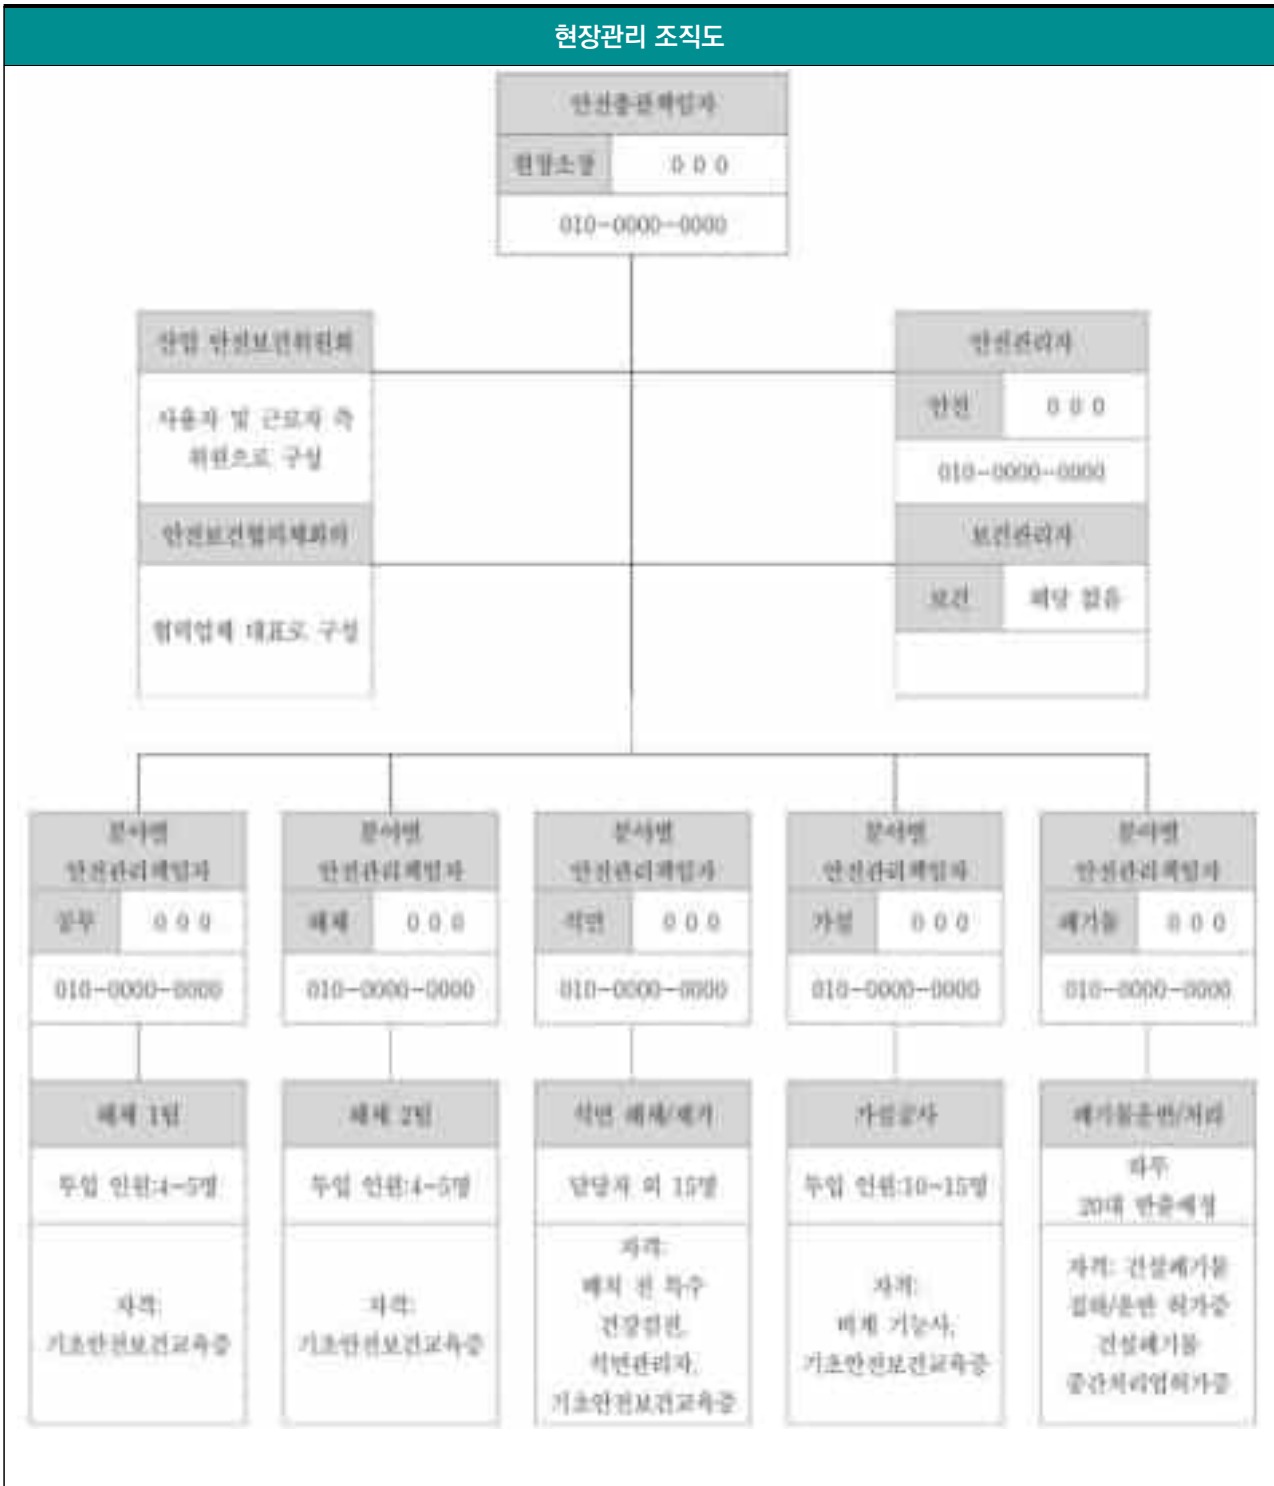 현장관리 조직도
안전총괄책임자
현장소장 0 0 0
010-0000-0000
산업 안전보건위원회
사용자 및 근로자 측
위원으로 구성
안전보건협의체회의
협력업체 대표로 구성
안전관리자
안전 0 0 0
010-0000-0000
보건관리자
보건 해당 없음
분야별
안전관리책임자
공무 0 0 0
010-0000-0000
분야별
안전관리책임자
해체 0 0 0
010-0000-0000
분야별
안전관리책임자
석면 0 0 0
010-0000-0000
분야별
안전관리책임자
가설 0 0 0
010-0000-0000
분야별
안전관리책임자
폐기물 0 0 0
010-0000-0000
해체 1팀
투입 인원:4~5명
자격:
기초안전보건교육증
해체 2팀
투입 인원:4~5명
자격:
기초안전보건교육증
석면 해체/제거
담당자 외 15명
자격:
배치 전 특수
건강검진,
석면관리자,
기초안전보건교육증
가설공사
투입 인원:10~15명
자격:
비계 기능사,
기초안전보건교육증
폐기물운반/처리
하루
20대 반출예정
자격: 건설폐기물
집하/운반 허가증
건설폐기물
중간처리업허가증